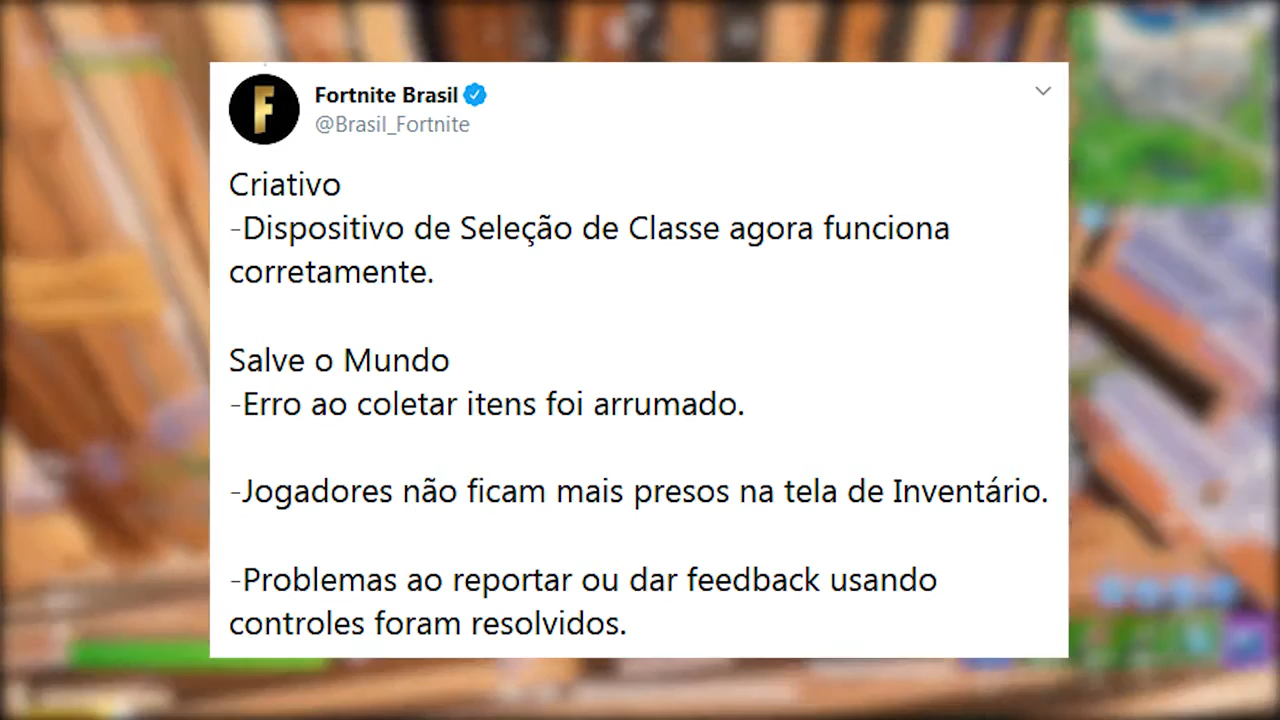 F
Fortnite Brasil
@Brasil_Fortnite
Criativo
-Dispositivo de Seleção de Classe agora funciona
corretamente.
Salve o Mundo
-Erro ao coletar itens foi arrumado.
-Jogadores não ficam mais presos na tela de Inventário.
-Problemas ao reportar ou dar feedback usando
controles foram resolvidos.